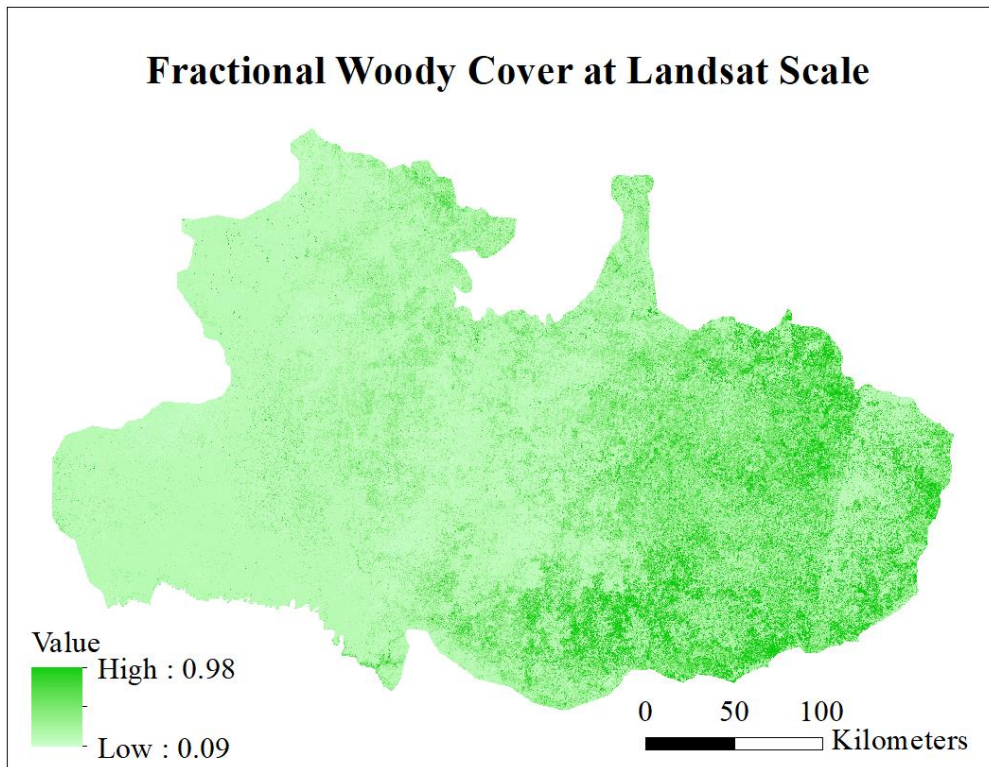 Fractional Woody Cover at Landsat Scale
Value
High : 0.98
Low : 0.09
0 50 100
Kilometers